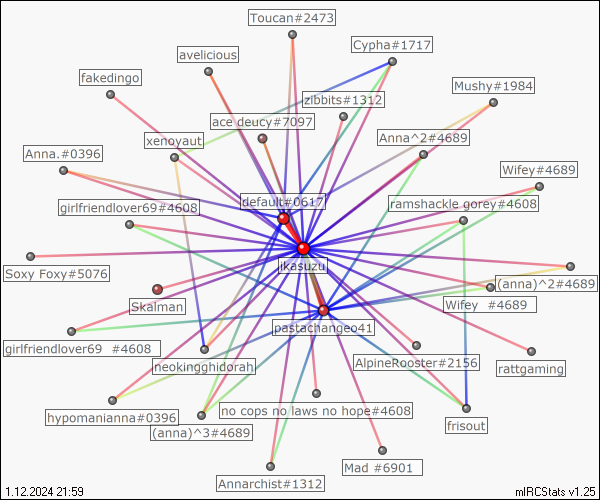 Toucan#2473
Cypha#1717
avelicious
fakedingo
Mushy#1984
zibbits#1312
ace deucy#7097
Anna^2#4689
xenoyaut
Anna.#0396
Wifey#4689
default#0617
ramshackle gorey#4608
girlfriendlover69#4608
ikasuzu
Soxy Foxy#5076
(anna)^2#4689
Skalman
Wifey #4689
pastachangeo41
girlfriendlover69 #4608
AlpineRooster#2156
neokingghidorah
rattgaming
no cops no laws no hope#4608
hypomanianna#0396
frisout
(anna)^3#4689
Mad #6901
Annarchist#1312
1.12.2024 21:59
mIRCStats v1.25